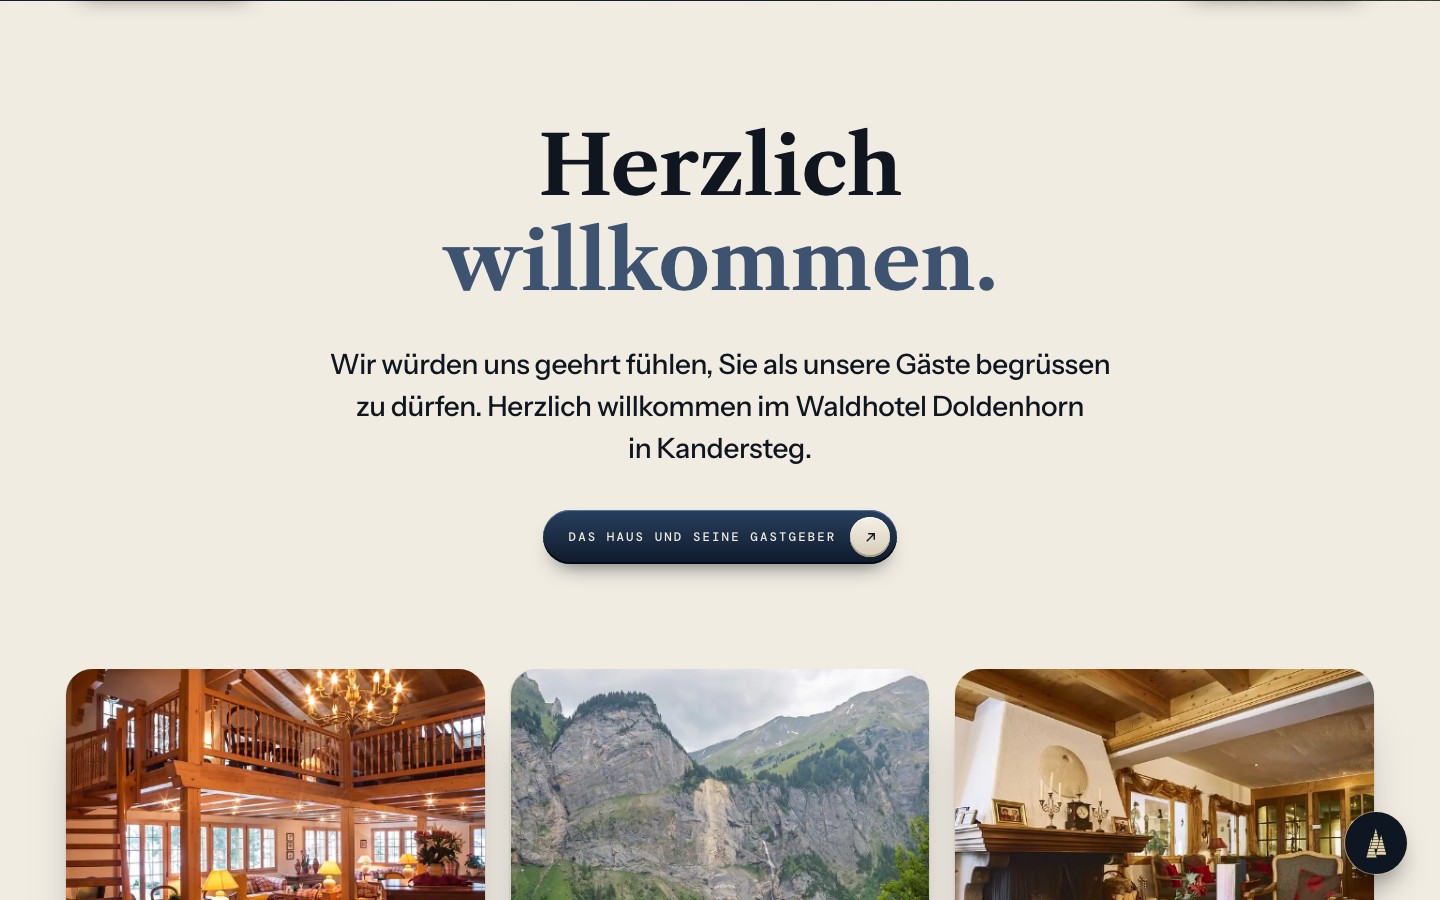 Herzlich
willkommen.
Wir würden uns geehrt fühlen, Sie als unsere Gäste begrüssen
zu dürfen. Herzlich willkommen im Waldhotel Doldenhorn
in Kandersteg.
DAS HAUS UND SEINE GASTGEBER